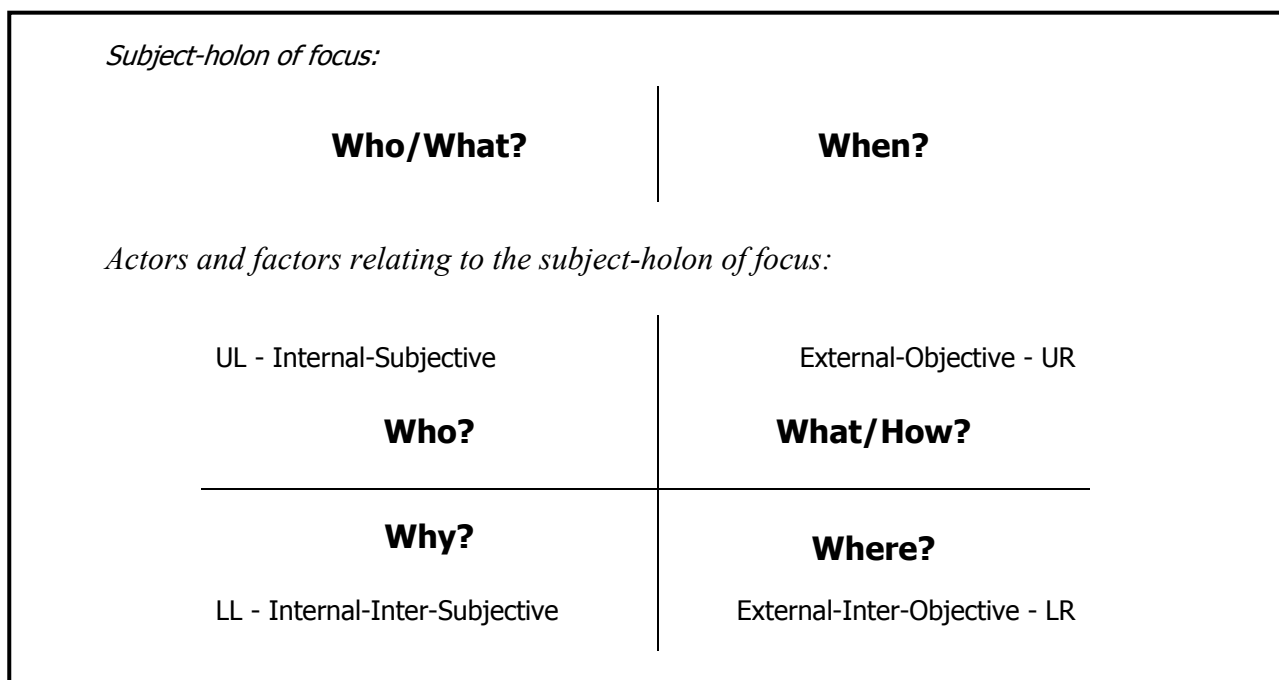 Subject-holon of focus:
Who/What? When?
Actors and factors relating to the subject-holon of focus:
UL - Internal-Subjective External-Objective - UR
Who? What/How?
Why? Where?
LL - Internal-Inter-Subjective External-Inter-Objective - LR